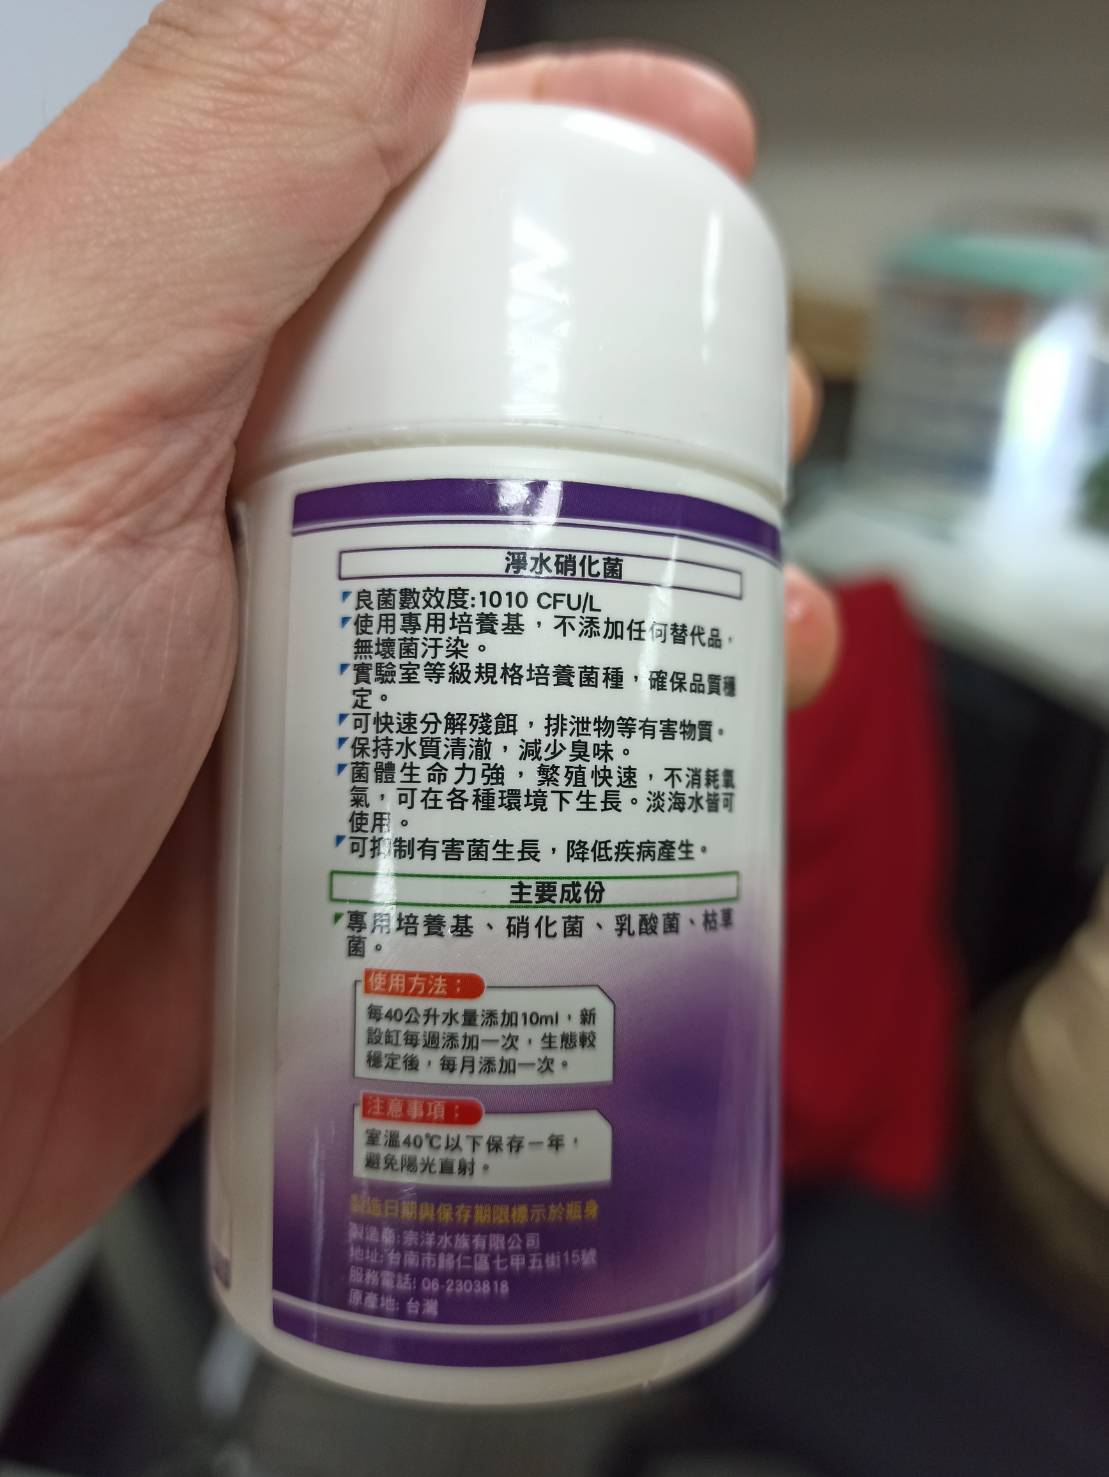 淨水硝化菌
良菌數效度:1010 CFU/L
使用專用培養基，不添加任何替代品，
無壞菌汙染。
實驗室等級規格培養菌種，確保品質穩
定。
可快速分解殘餌，排泄物等有害物質。
保持水質清澈，減少臭味。
菌體生命力強，繁殖快速，不消耗氧
氣，可在各種環境下生長。淡海水皆可
使用。
可抑制有害菌生長，降低疾病產生。
主要成份
專用培養基、硝化菌、乳酸菌、枯草
菌。
使用方法：
每40公升水量添加10ml，新
設缸每週添加一次，生態較
穩定後，每月添加一次。
注意事項：
室溫40℃以下保存一年，
避免陽光直射。
製造日期與保存期限標示於瓶身
製造商:宗洋水族有限公司
地址:台南市歸仁區七甲五街15號
服務電話: 06-2303818
原產地: 台灣